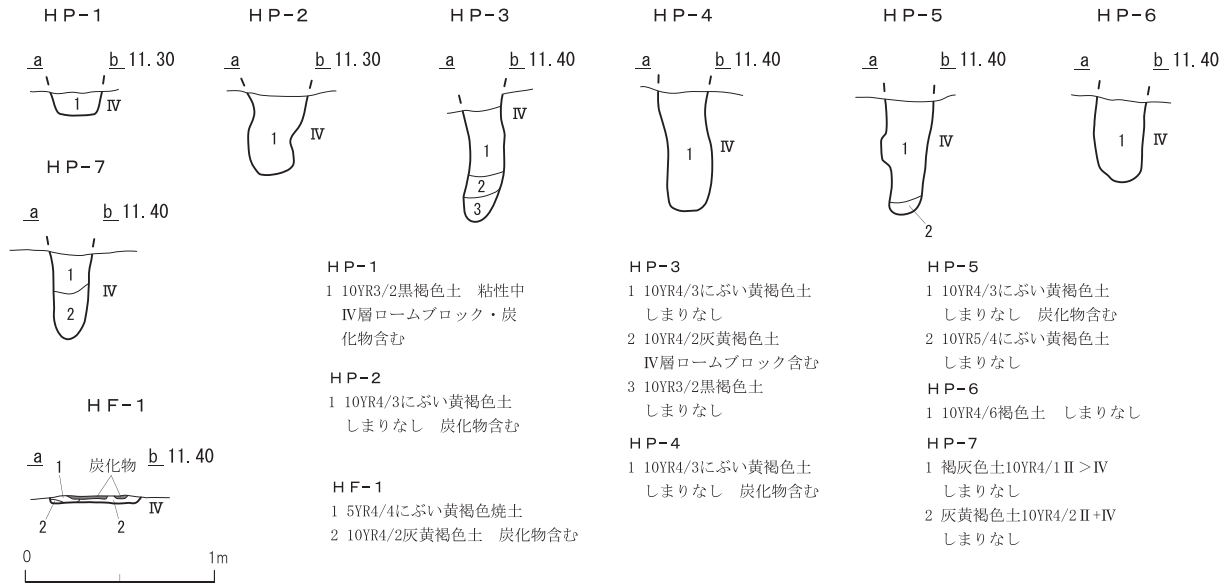 HP-1
a b 11.30
1 Ⅳ
HP-2
a b 11.30
1 Ⅳ
HP-3
a b 11.40
1 Ⅳ
2
3
HP-4
a b 11.40
1 Ⅳ
HP-5
a b 11.40
1 Ⅳ
2
HP-6
a b 11.40
1 Ⅳ
HP-7
a b 11.40
1 Ⅳ
2
HF-1
a 1 炭化物 b 11.40
2 2 Ⅳ
0 1m
HP-1
1 10YR3/2黒褐色土 粘性中
Ⅳ層ロームブロック・炭
化物含む
HP-2
1 10YR4/3にぶい黄褐色土
しまりなし 炭化物含む
HF-1
1 5YR4/4にぶい黄褐色焼土
2 10YR4/2灰黄褐色土 炭化物含む
HP-3
1 10YR4/3にぶい黄褐色土
しまりなし
2 10YR4/2灰黄褐色土
Ⅳ層ロームブロック含む
3 10YR3/2黒褐色土
しまりなし
HP-4
1 10YR4/3にぶい黄褐色土
しまりなし 炭化物含む
HP-5
1 10YR4/3にぶい黄褐色土
しまりなし 炭化物含む
2 10YR5/4にぶい黄褐色土
しまりなし
HP-6
1 10YR4/6褐色土 しまりなし
HP-7
1 褐灰色土10YR4/1Ⅱ>Ⅳ
しまりなし
2 灰黄褐色土10YR4/2Ⅱ+Ⅳ
しまりなし